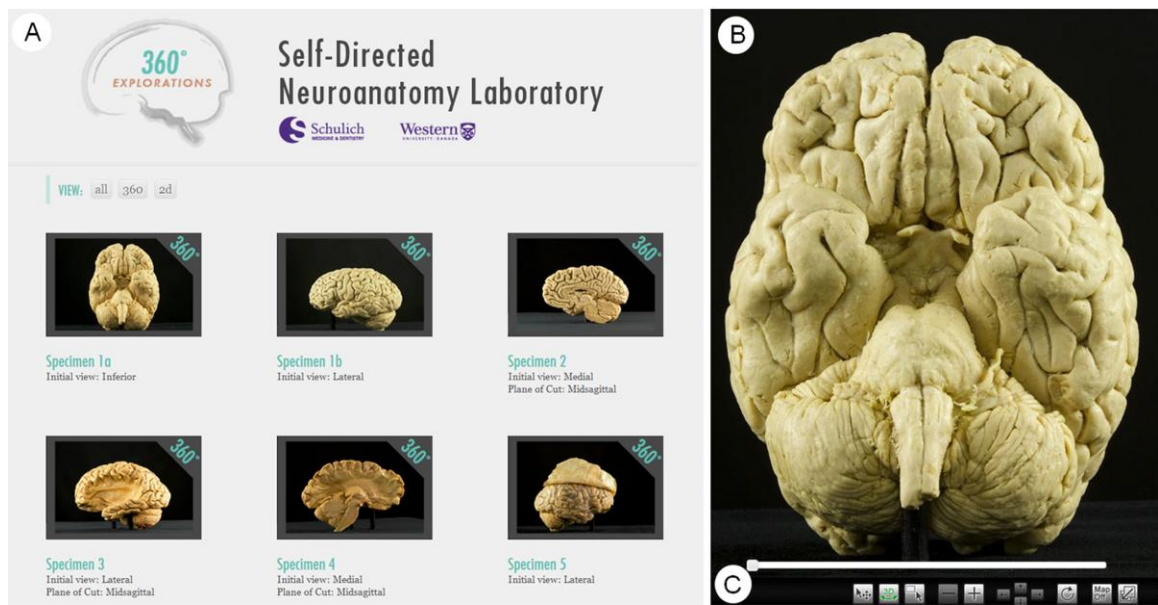 A
360°
EXPLORATIONS
Self-Directed
Neuroanatomy Laboratory
Schulich
MEDICINE & DENTISTRY
Western
UNIVERSITY · CANADA
VIEW: all 360 2d
360°
360°
360°
Specimen 1a
Initial view: Inferior
Specimen 1b
Initial view: Lateral
Specimen 2
Initial view: Medial
Plane of Cut: Midsagittal
360°
360°
360°
Specimen 3
Initial view: Lateral
Plane of Cut: Midsagittal
Specimen 4
Initial view: Medial
Plane of Cut: Midsagittal
Specimen 5
Initial view: Lateral
B
C
3D
Map
Off